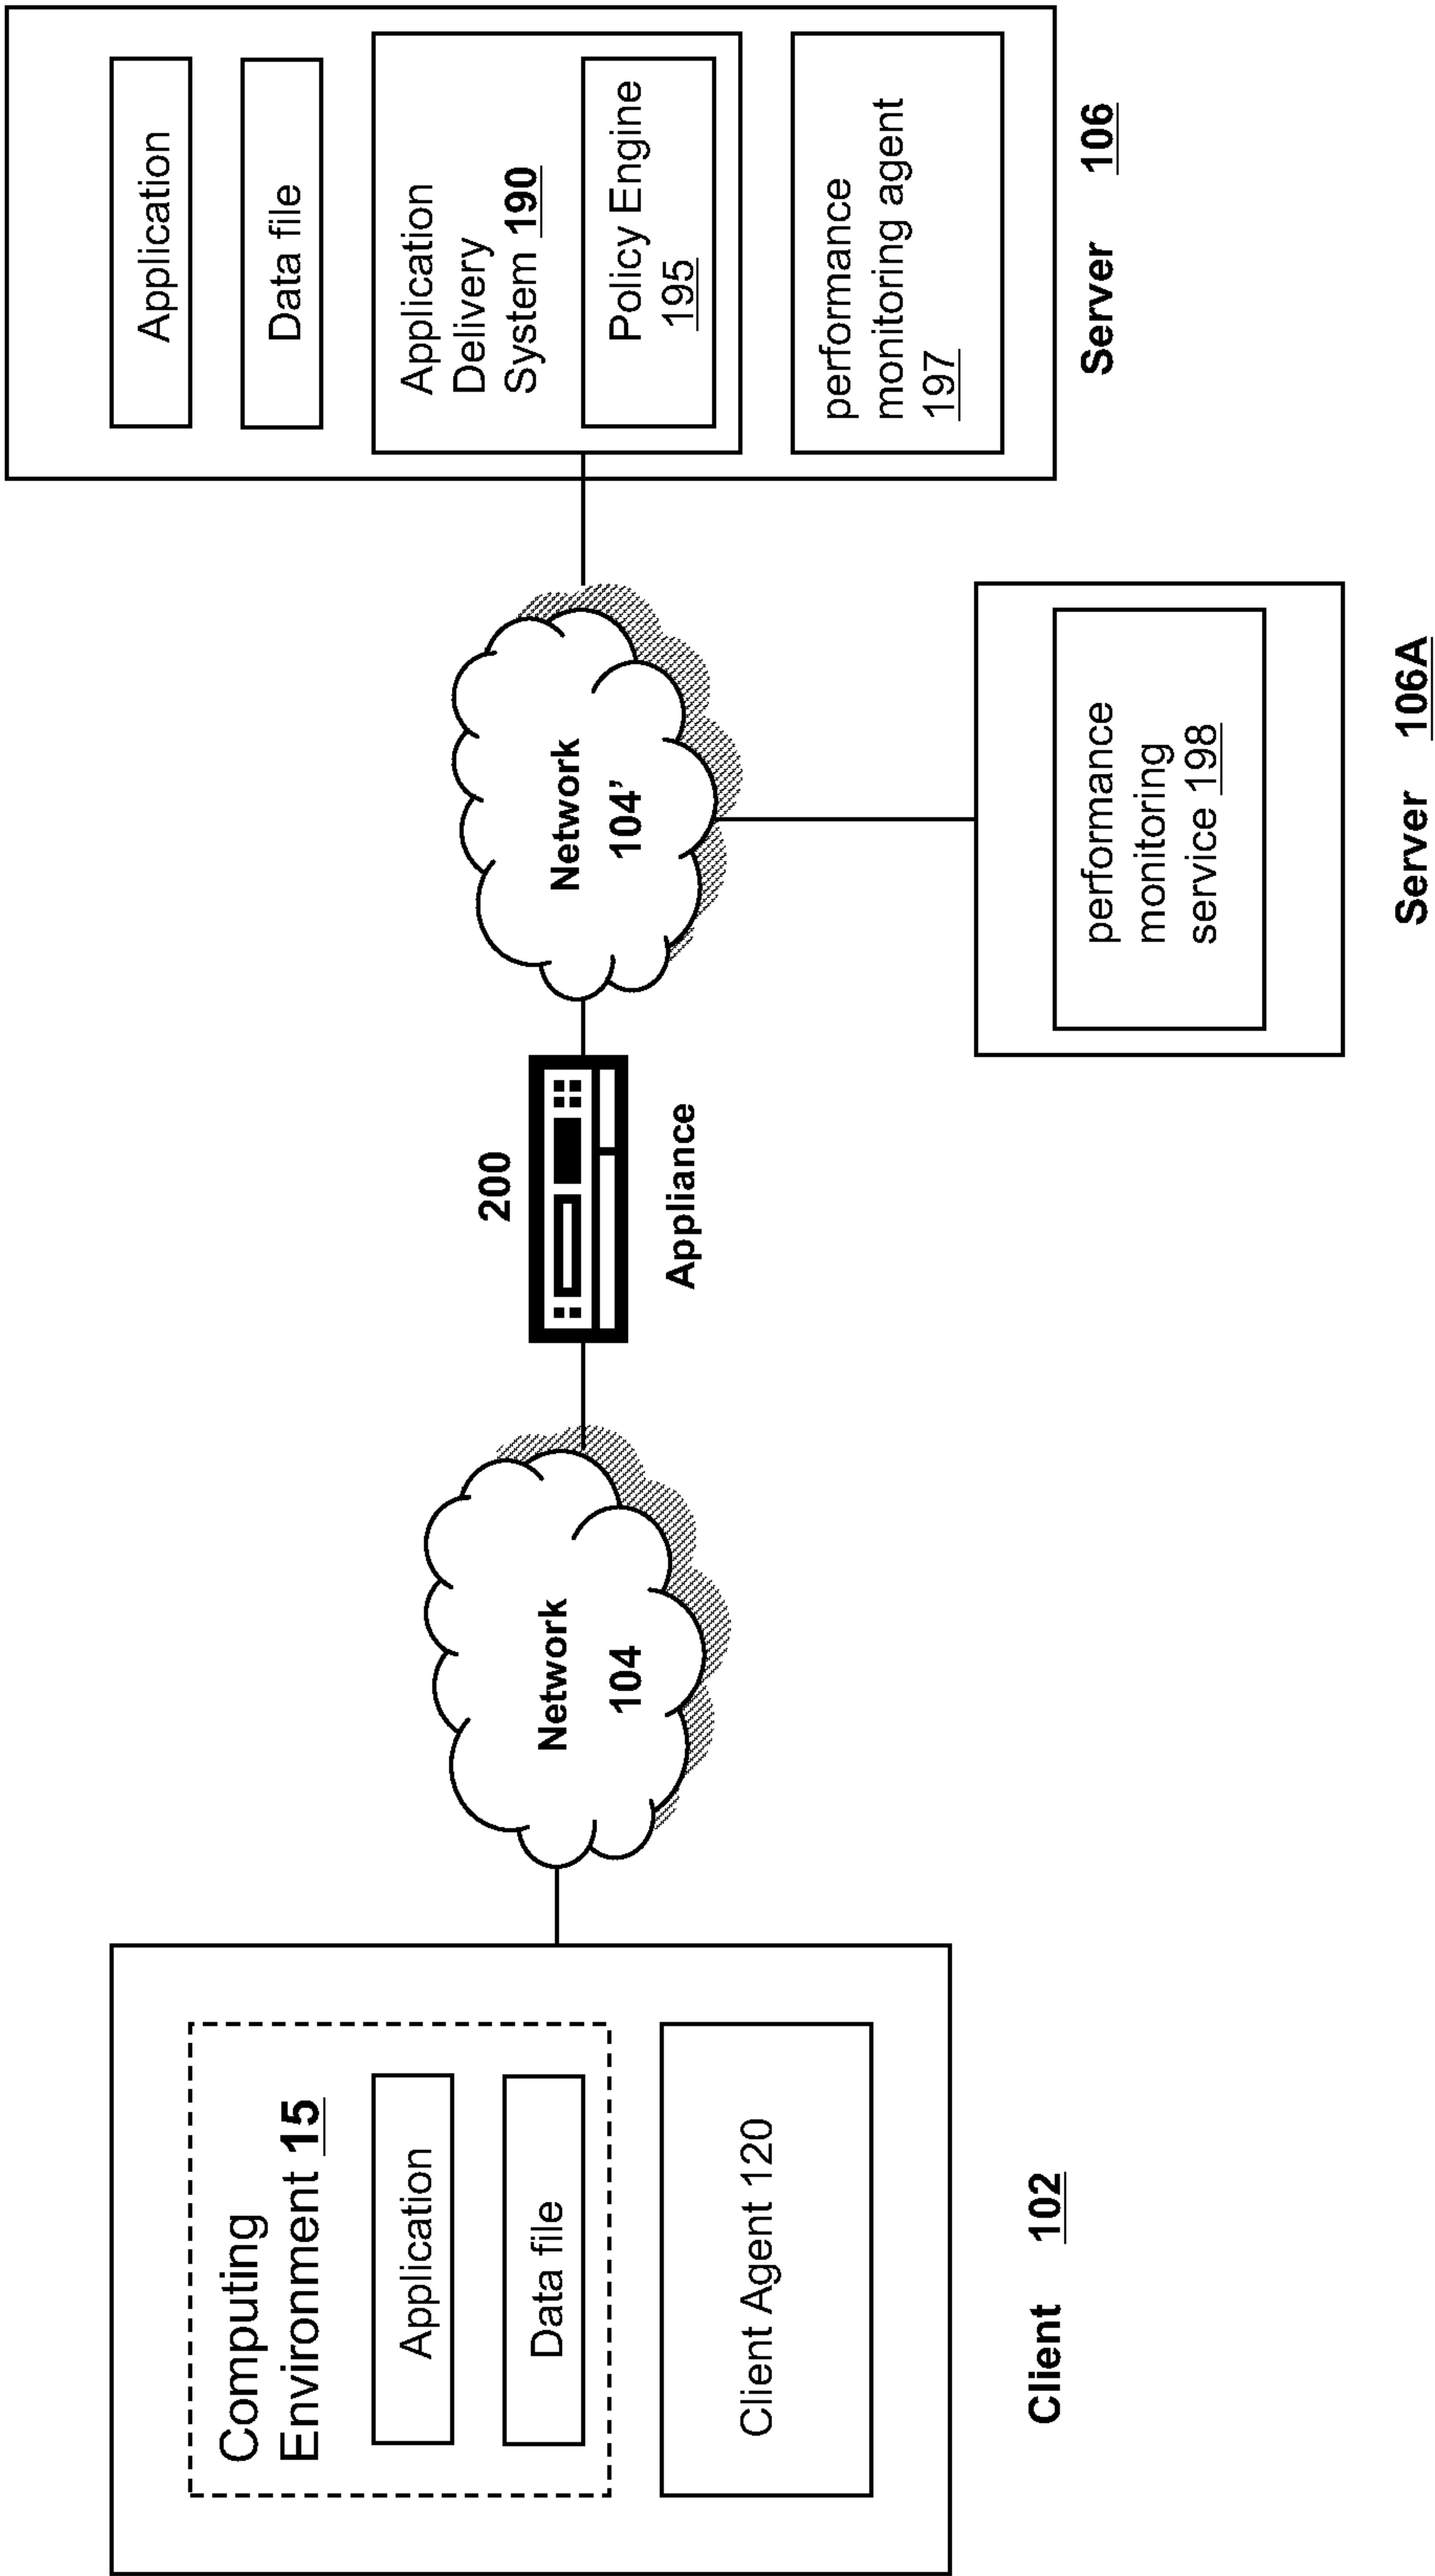 Computing
Environment 15
Application
Data file
Client Agent 120
Client 102
Network
104
200
Appliance
Network
104’
performance
monitoring
service 198
Server 106A
Application
Data file
Application
Delivery
System 190
Policy Engine
195
performance
monitoring agent
197
Server 106